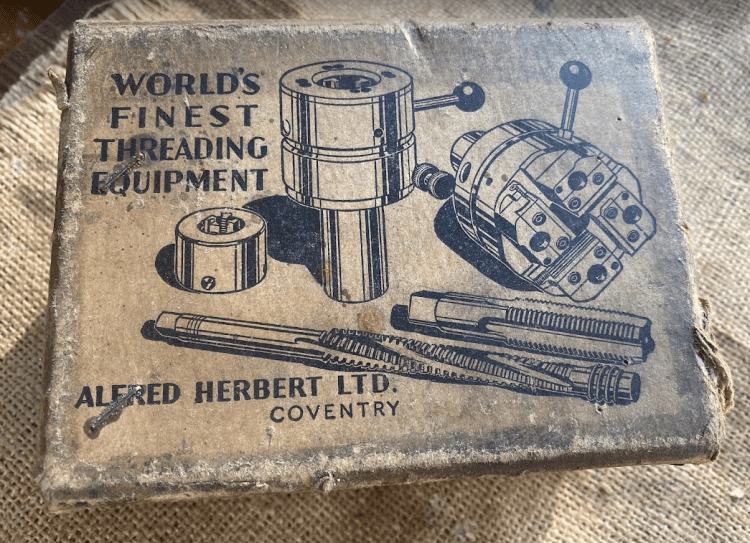 WORLD'S
FINEST
THREADING
EQUIPMENT
ALFRED HERBERT LTD.
COVENTRY